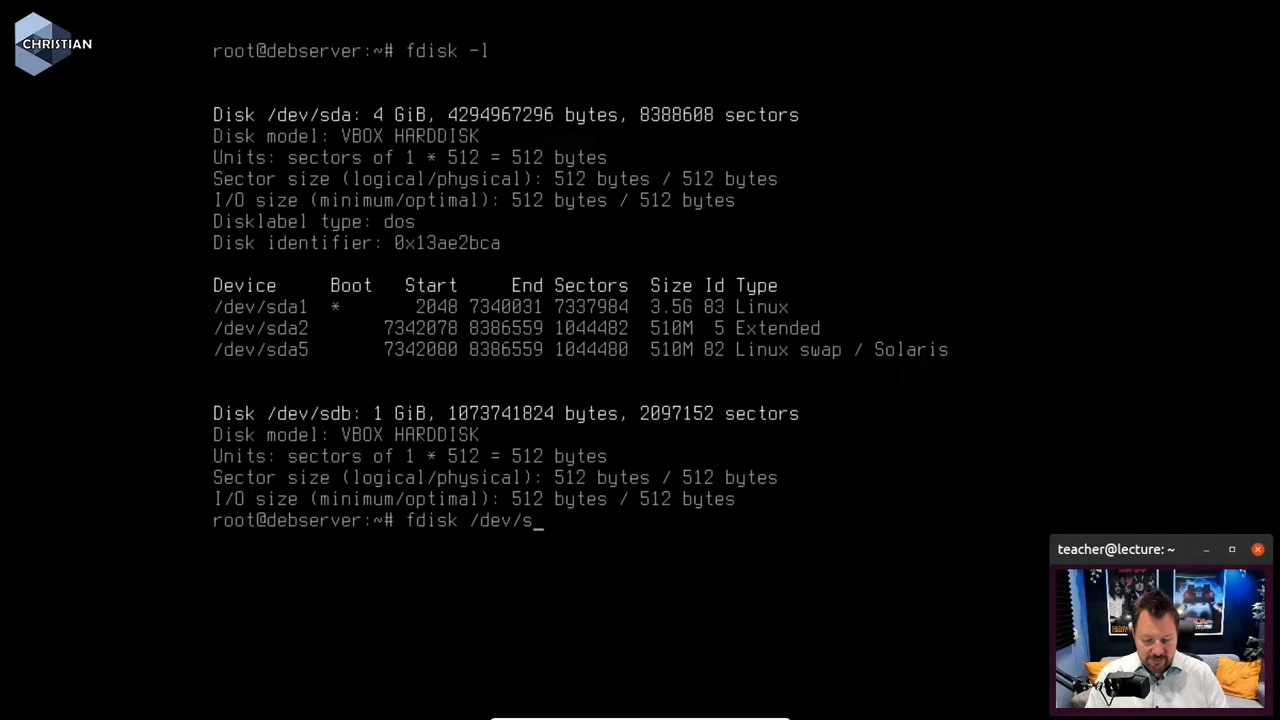 CHRISTIAN
root@debserver:~# fdisk -l
Disk /dev/sda: 4 GiB, 4294967296 bytes, 8388608 sectors
Disk model: VBOX HARDDISK
Units: sectors of 1 * 512 = 512 bytes
Sector size (logical/physical): 512 bytes / 512 bytes
I/O size (minimum/optimal): 512 bytes / 512 bytes
Disklabel type: dos
Disk identifier: 0x13ae2bca
Device Boot Start End Sectors Size Id Type
/dev/sda1 * 2048 7340031 7337984 3.5G 83 Linux
/dev/sda2 7342078 8386559 1044482 510M 5 Extended
/dev/sda5 7342080 8386559 1044480 510M 82 Linux swap / Solaris
Disk /dev/sdb: 1 GiB, 1073741824 bytes, 2097152 sectors
Disk model: VBOX HARDDISK
Units: sectors of 1 * 512 = 512 bytes
Sector size (logical/physical): 512 bytes / 512 bytes
I/O size (minimum/optimal): 512 bytes / 512 bytes
root@debserver:~# fdisk /dev/s_
teacher@lecture: ~